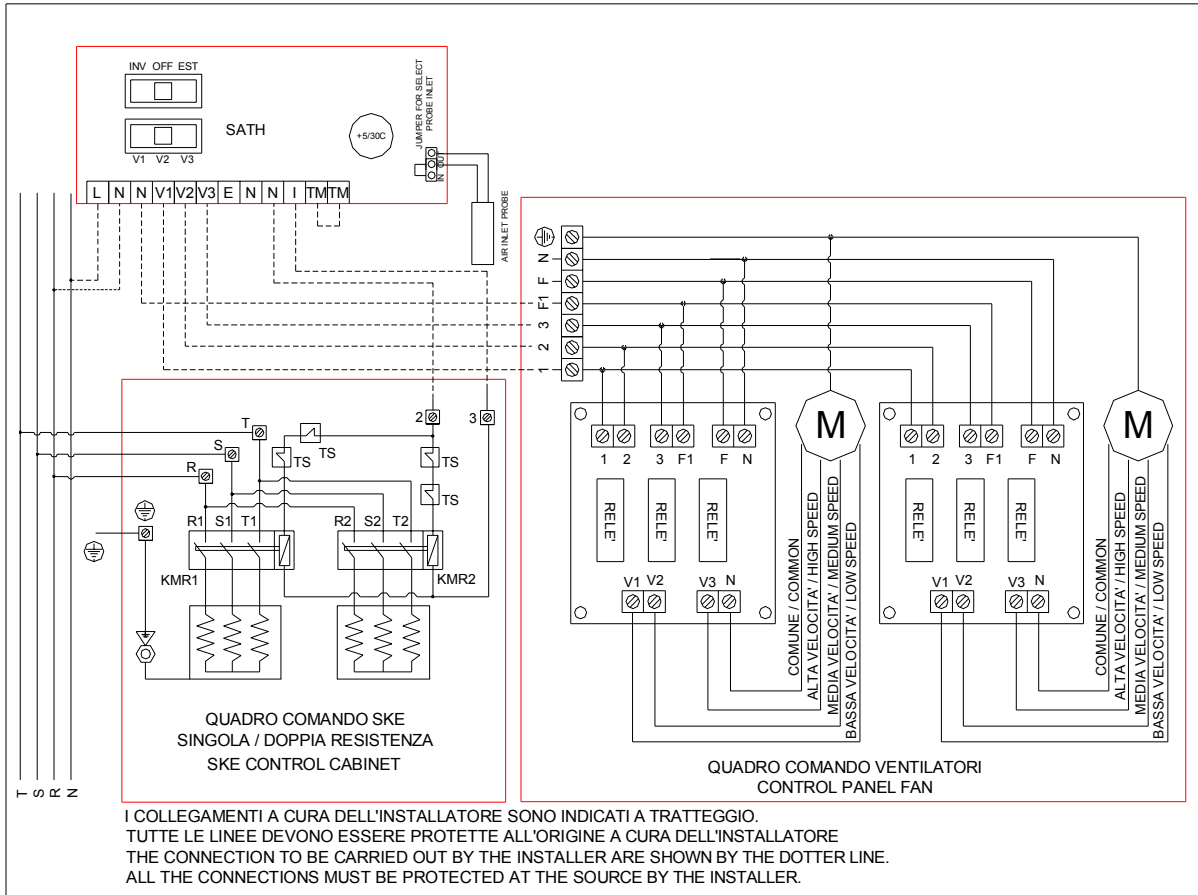 INV OFF EST
SATH
V1 V2 V3
+5/30C
JUMPER FOR SELECT
PROBE INLET
IN OUT
AIR INLET PROBE
L N N V1 V2 V3 E N N I TM TM
N
F
F1
3
2
1
T
S
R
2
3
TS
TS
TS
TS
R1 S1 T1
R2 S2 T2
KMR1
KMR2
QUADRO COMANDO SKE
SINGOLA / DOPPIA RESISTENZA
SKE CONTROL CABINET
T
S
R
N
M
1 2 3 F1 F N
RELE'
RELE'
RELE'
V1 V2 V3 N
COMUNE / COMMON
ALTA VELOCITA' / HIGH SPEED
MEDIA VELOCITA' / MEDIUM SPEED
BASSA VELOCITA' / LOW SPEED
M
1 2 3 F1 F N
RELE'
RELE'
RELE'
V1 V2 V3 N
COMUNE / COMMON
ALTA VELOCITA' / HIGH SPEED
MEDIA VELOCITA' / MEDIUM SPEED
BASSA VELOCITA' / LOW SPEED
QUADRO COMANDO VENTILATORI
CONTROL PANEL FAN
I COLLEGAMENTI A CURA DELL'INSTALLATORE SONO INDICATI A TRATTEGGIO.
TUTTE LE LINEE DEVONO ESSERE PROTETTE ALL'ORIGINE A CURA DELL'INSTALLATORE
THE CONNECTION TO BE CARRIED OUT BY THE INSTALLER ARE SHOWN BY THE DOTTER LINE.
ALL THE CONNECTIONS MUST BE PROTECTED AT THE SOURCE BY THE INSTALLER.